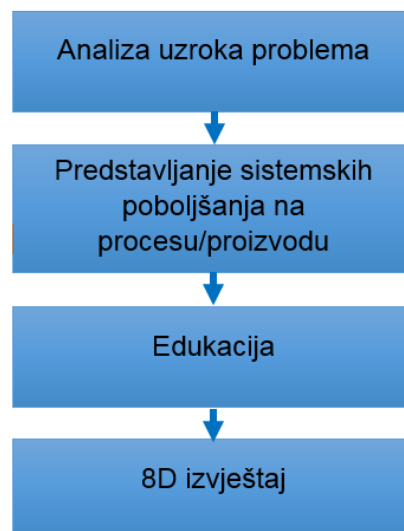 Analiza uzroka problema
Predstavljanje sistemskih
poboljšanja na
procesu/proizvodu
Edukacija
8D izvještaj